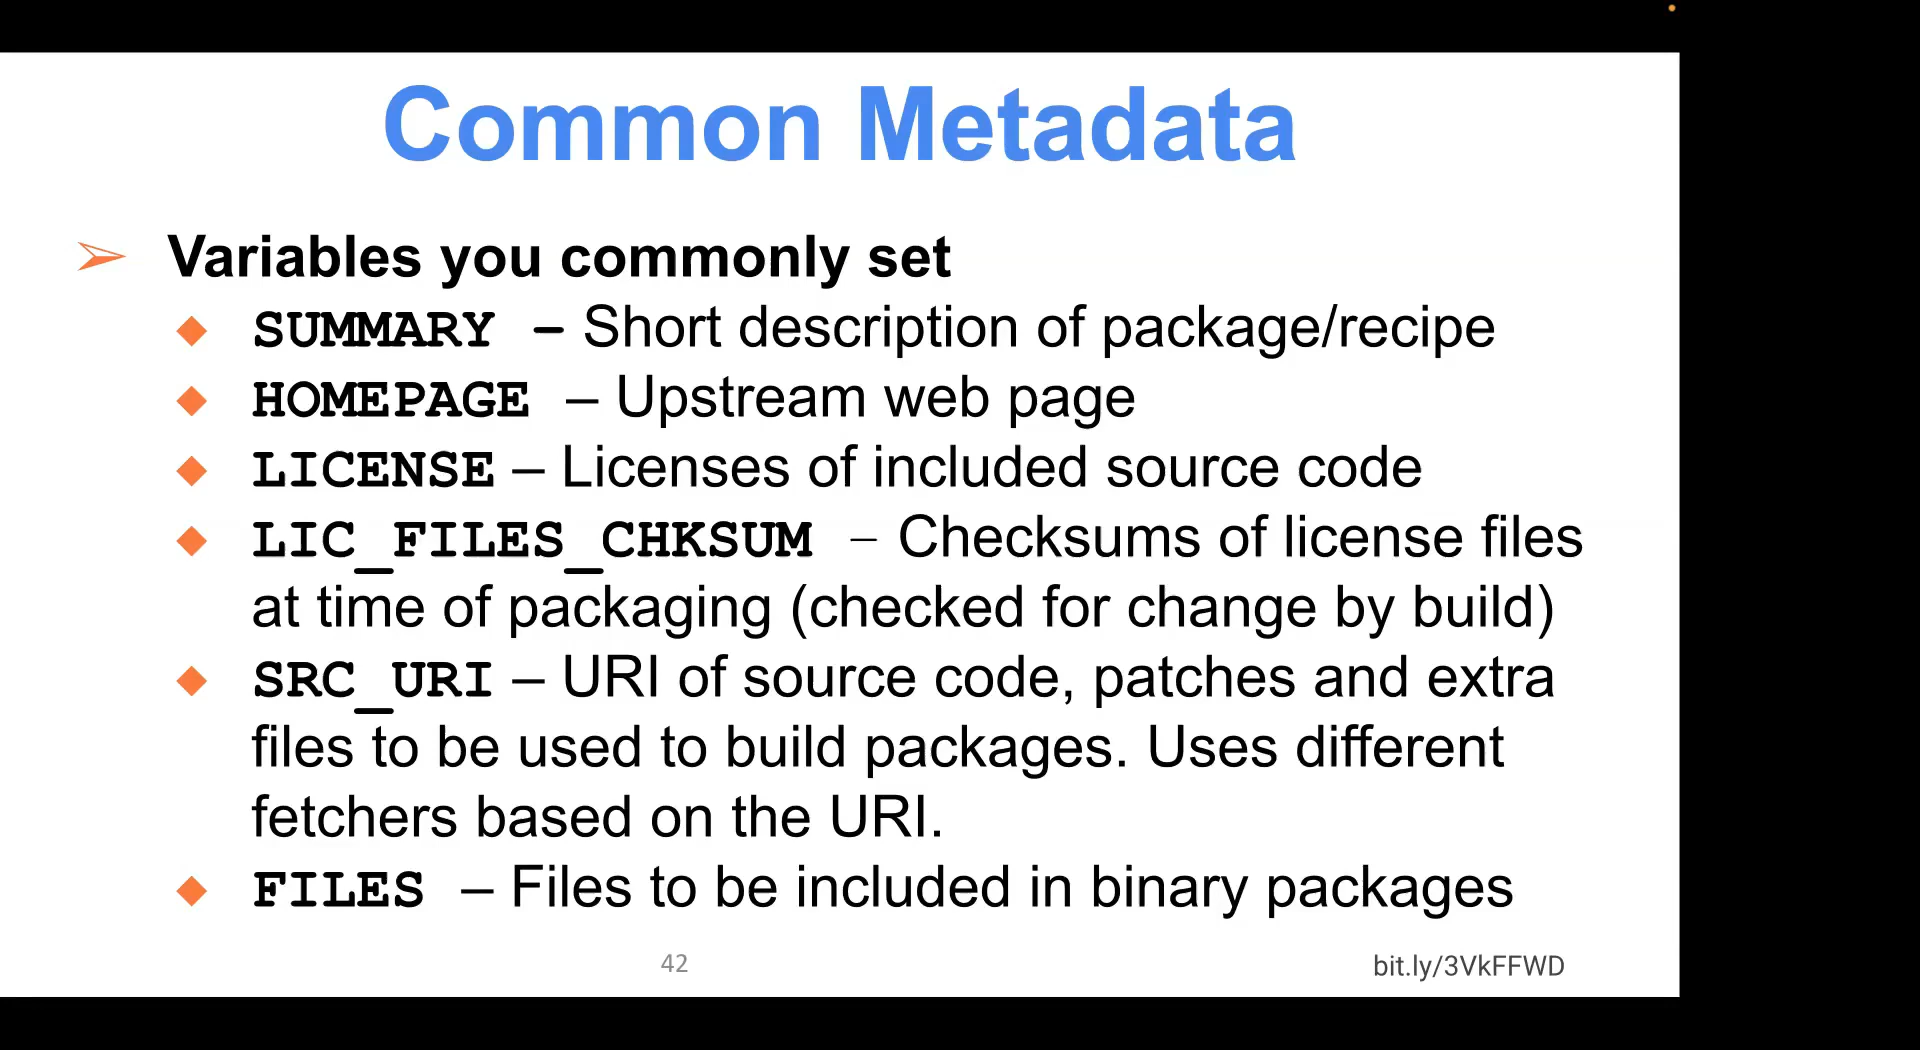 Common Metadata
➢ Variables you commonly set
◆ SUMMARY – Short description of package/recipe
◆ HOMEPAGE – Upstream web page
◆ LICENSE – Licenses of included source code
◆ LIC_FILES_CHKSUM – Checksums of license files
at time of packaging (checked for change by build)
◆ SRC_URI – URI of source code, patches and extra
files to be used to build packages. Uses different
fetchers based on the URI.
◆ FILES – Files to be included in binary packages
42
bit.ly/3VkFFWD